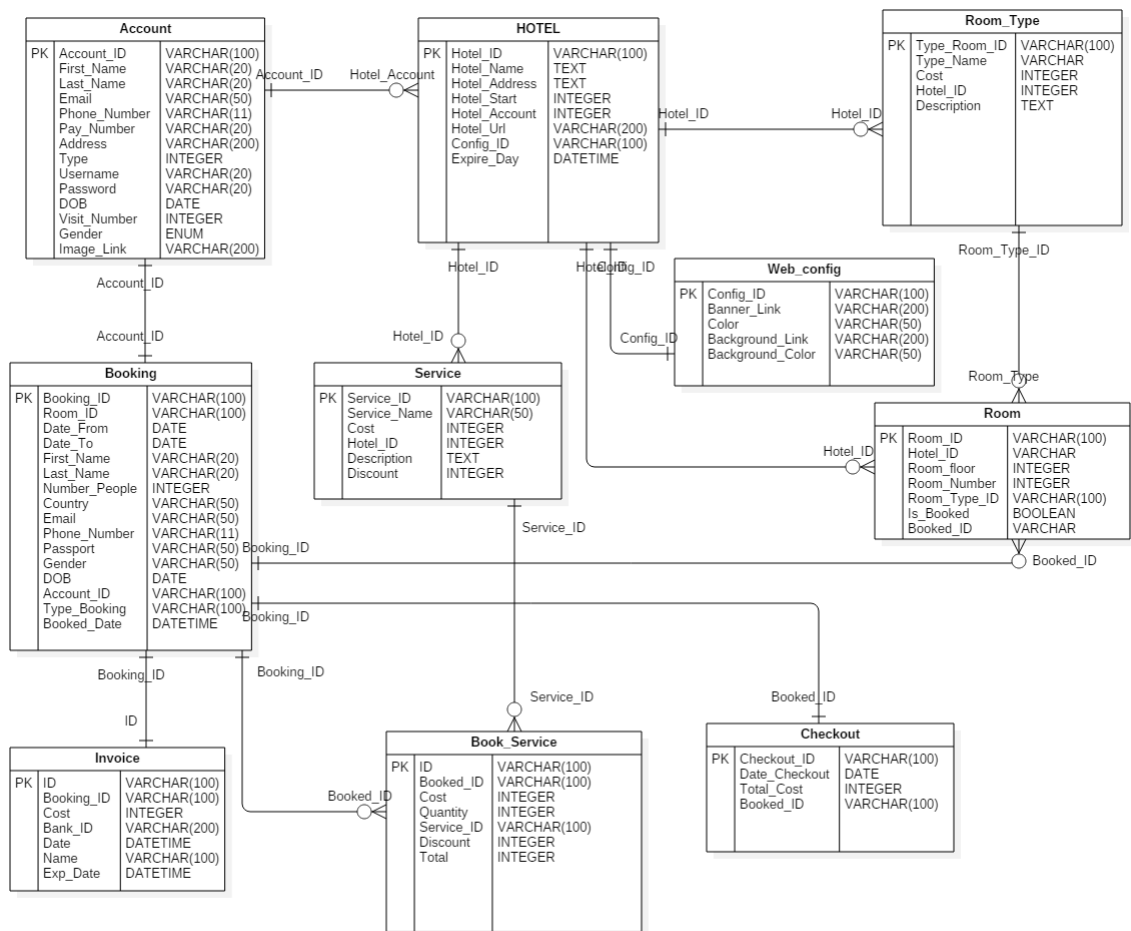 Account
PK Account_ID VARCHAR(100)
First_Name VARCHAR(20)
Last_Name VARCHAR(20)
Email VARCHAR(50)
Phone_Number VARCHAR(11)
Pay_Number VARCHAR(20)
Address VARCHAR(200)
Type INTEGER
Username VARCHAR(20)
Password VARCHAR(20)
DOB DATE
Visit_Number INTEGER
Gender ENUM
Image_Link VARCHAR(200)
Account_ID
Hotel_Account
HOTEL
PK Hotel_ID VARCHAR(100)
Hotel_Name TEXT
Hotel_Address TEXT
Hotel_Start INTEGER
Hotel_Account INTEGER
Hotel_Url VARCHAR(200)
Config_ID VARCHAR(100)
Expire_Day DATETIME
Hotel_ID
Hotel_ID
Room_Type
PK Type_Room_ID VARCHAR(100)
Type_Name VARCHAR
Cost INTEGER
Hotel_ID INTEGER
Description TEXT
Account_ID
Account_ID
Hotel_ID
Hotel_ID
Hotel_ID
Config_ID
Config_ID
Room_Type_ID
Room_Type
Web_config
PK Config_ID VARCHAR(100)
Banner_Link VARCHAR(200)
Color VARCHAR(50)
Background_Link VARCHAR(200)
Background_Color VARCHAR(50)
Booking
PK Booking_ID VARCHAR(100)
Room_ID VARCHAR(100)
Date_From DATE
Date_To DATE
First_Name VARCHAR(20)
Last_Name VARCHAR(20)
Number_People INTEGER
Country VARCHAR(50)
Email VARCHAR(50)
Phone_Number VARCHAR(11)
Passport VARCHAR(50)
Gender VARCHAR(50)
DOB DATE
Account_ID VARCHAR(100)
Type_Booking VARCHAR(100)
Booked_Date DATETIME
Service
PK Service_ID VARCHAR(100)
Service_Name VARCHAR(50)
Cost INTEGER
Hotel_ID INTEGER
Description TEXT
Discount INTEGER
Hotel_ID
Room
PK Room_ID VARCHAR(100)
Hotel_ID VARCHAR
Room_floor INTEGER
Room_Number INTEGER
Room_Type_ID VARCHAR(100)
Is_Booked BOOLEAN
Booked_ID VARCHAR
Service_ID
Booking_ID
Booked_ID
Booking_ID
Booking_ID
Booking_ID
ID
Service_ID
Booked_ID
Booked_ID
Invoice
PK ID VARCHAR(100)
Booking_ID VARCHAR(100)
Cost INTEGER
Bank_ID VARCHAR(200)
Date DATETIME
Name VARCHAR(100)
Exp_Date DATETIME
Book_Service
PK ID VARCHAR(100)
Booked_ID VARCHAR(100)
Cost INTEGER
Quantity INTEGER
Service_ID VARCHAR(100)
Discount INTEGER
Total INTEGER
Checkout
PK Checkout_ID VARCHAR(100)
Date_Checkout DATE
Total_Cost INTEGER
Booked_ID VARCHAR(100)